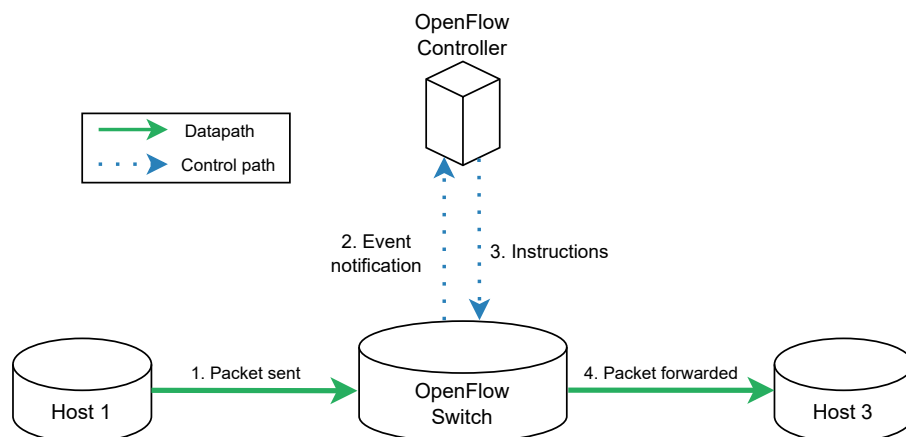 OpenFlow
Controller
Datapath
Control path
2. Event
notification
3. Instructions
1. Packet sent
4. Packet forwarded
Host 1
OpenFlow
Switch
Host 3